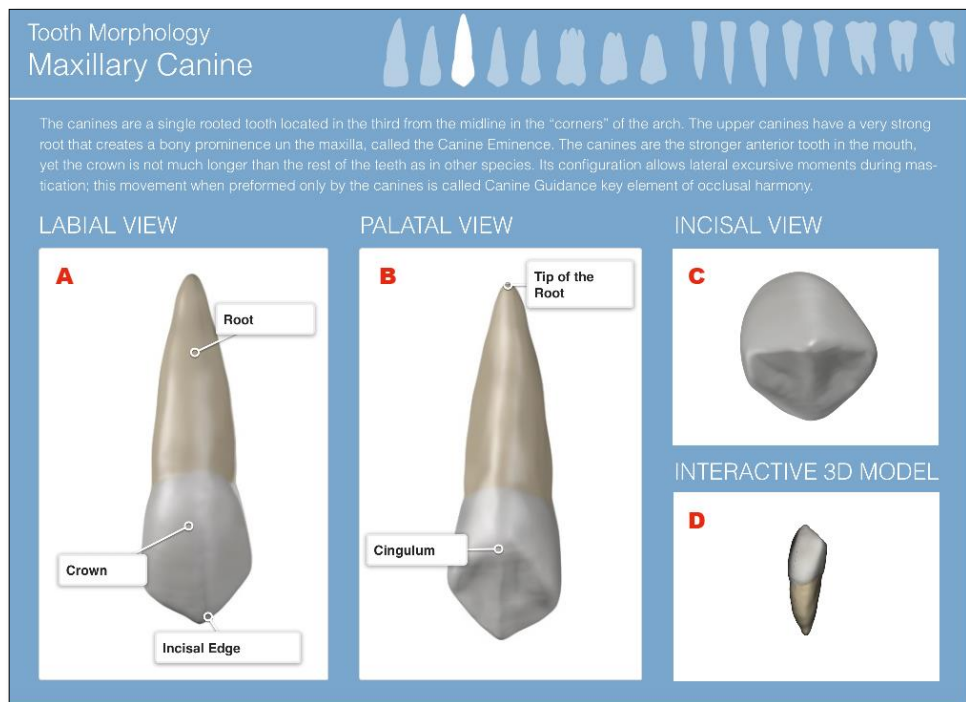 Tooth Morphology
Maxillary Canine
The canines are a single rooted tooth located in the third from the midline in the “corners” of the arch. The upper canines have a very strong
root that creates a bony prominence un the maxilla, called the Canine Eminence. The canines are the stronger anterior tooth in the mouth,
yet the crown is not much longer than the rest of the teeth as in other species. Its configuration allows lateral excursive moments during mas-
tication; this movement when preformed only by the canines is called Canine Guidance key element of occlusal harmony.
LABIAL VIEW
A
Root
Crown
Incisal Edge
PALATAL VIEW
B
Tip of the
Root
Cingulum
INCISAL VIEW
C
INTERACTIVE 3D MODEL
D